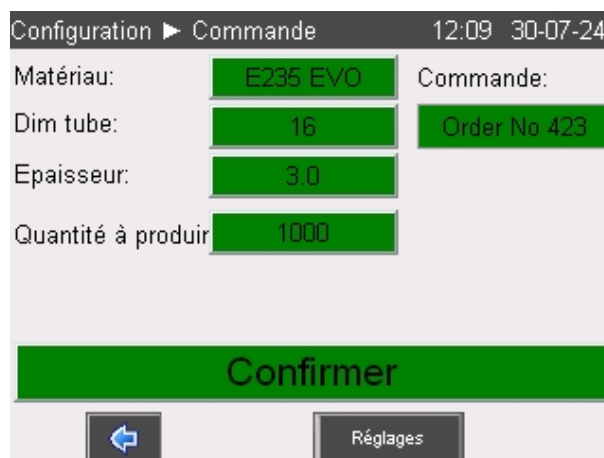 Configuration ► Commande 12:09 30-07-24
Matériau: E235 EVO Commande:
Dim tube: 16 Order No 423
Epaisseur: 3.0
Quantité à produir 1000
Confirmer
Réglages